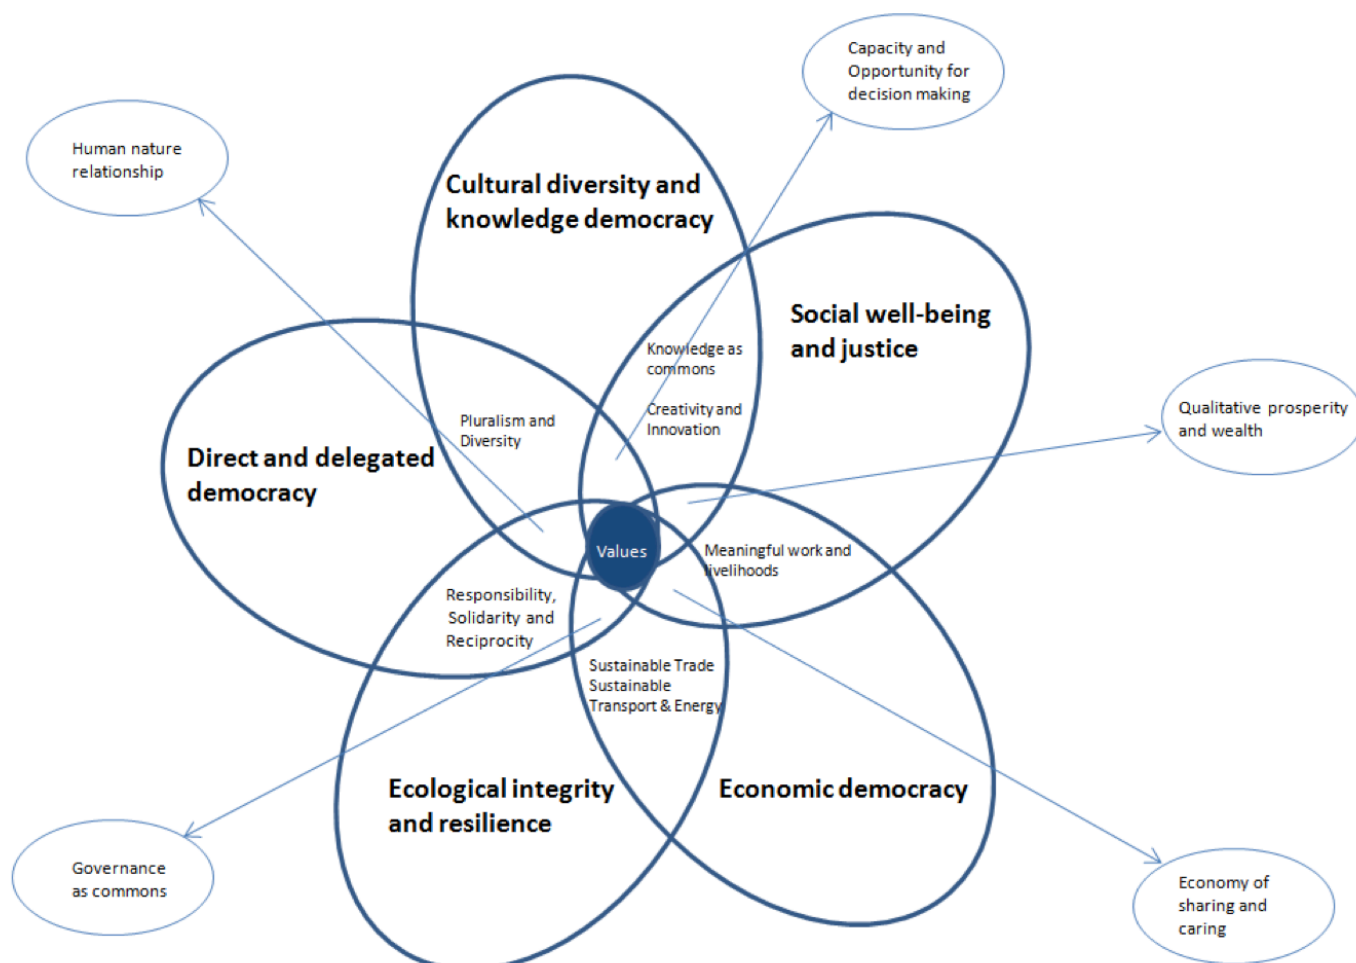 Capacity and
Opportunity for
decision making
Human nature
relationship
Cultural diversity and
knowledge democracy
Social well-being
and justice
Knowledge as
commons
Creativity and
Innovation
Pluralism and
Diversity
Qualitative prosperity
and wealth
Direct and delegated
democracy
Values
Meaningful work and
livelihoods
Responsibility,
Solidarity and
Reciprocity
Sustainable Trade
Sustainable
Transport & Energy
Ecological integrity
and resilience
Economic democracy
Governance
as commons
Economy of
sharing and
caring